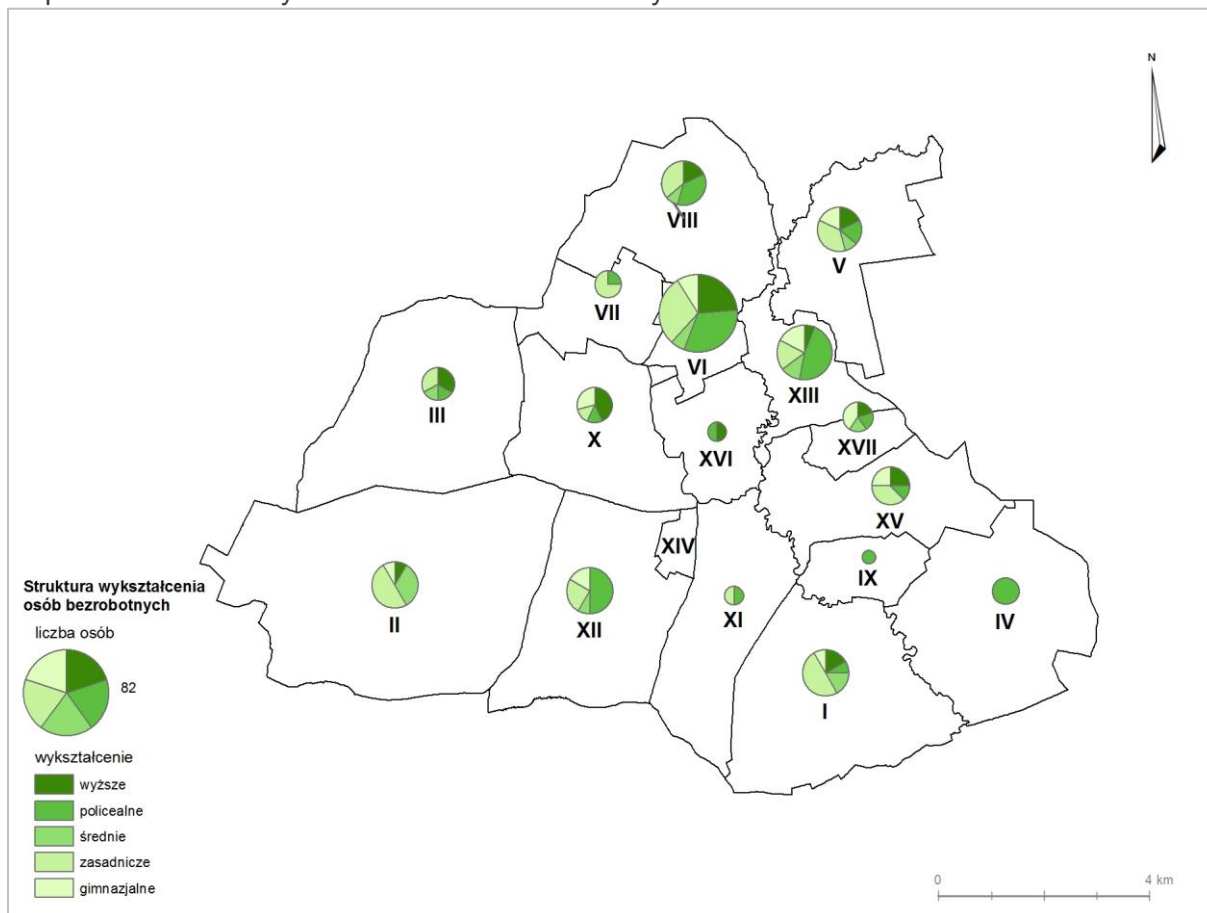 N
VIII
V
VII
VI
XIII
III
X
XVI
XVII
XV
XIV
IX
II
XII
XI
IV
I
Struktura wykształcenia
osób bezrobotnych
liczba osób
82
wykształcenie
wyższe
policealne
średnie
zasadnicze
gimnazjalne
0
4 km